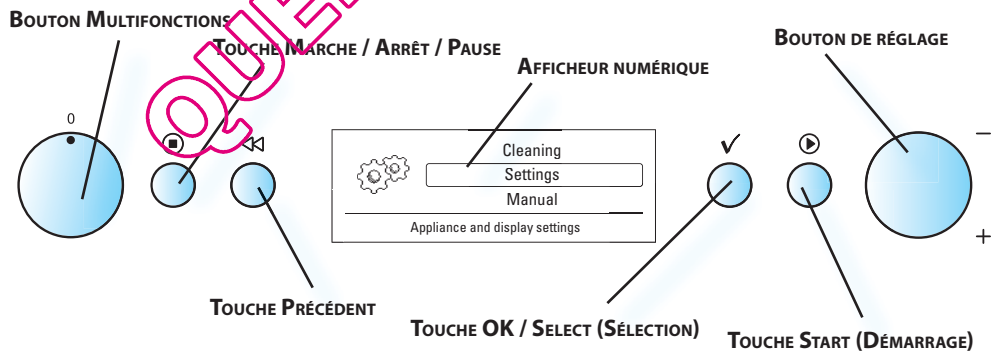 BOUTON MULTIFONCTIONS
TOUCHE MARCHE / ARRÊT / PAUSE
AFFICHEUR NUMÉRIQUE
BOUTON DE RÉGLAGE
0
Cleaning
Settings
Manual
Appliance and display settings
−
+
TOUCHE PRÉCÉDENT
TOUCHE OK / SELECT (SÉLECTION)
TOUCHE START (DÉMARRAGE)